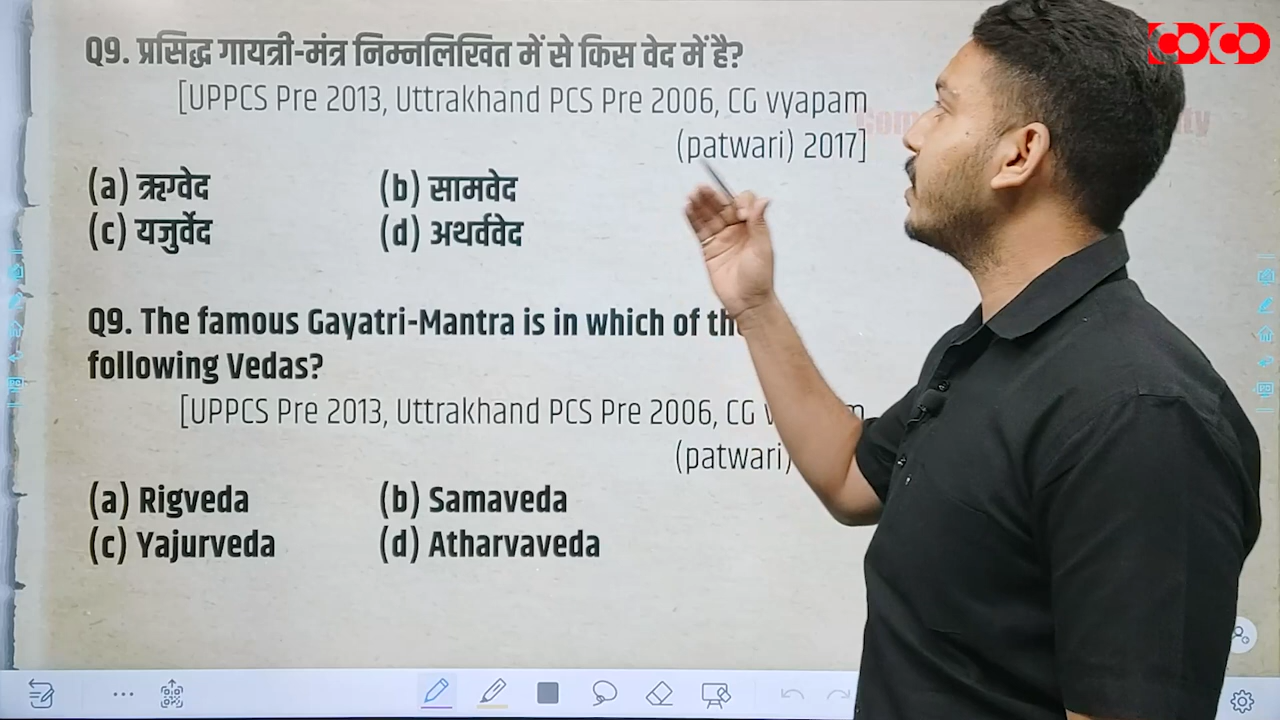 Q9. प्रसिद्ध गायत्री-मंत्र निम्नलिखित में से किस वेद में है?
[UPPCS Pre 2013, Uttrakhand PCS Pre 2006, CG vyapam
(patwari) 2017]
(a) ऋग्वेद (b) सामवेद
(c) यजुर्वेद (d) अथर्ववेद
Q9. The famous Gayatri-Mantra is in which of
following Vedas?
[UPPCS Pre 2013, Uttrakhand PCS Pre 2006, CG
(patwari)
(a) Rigveda (b) Samaveda
(c) Yajurveda (d) Atharvaveda